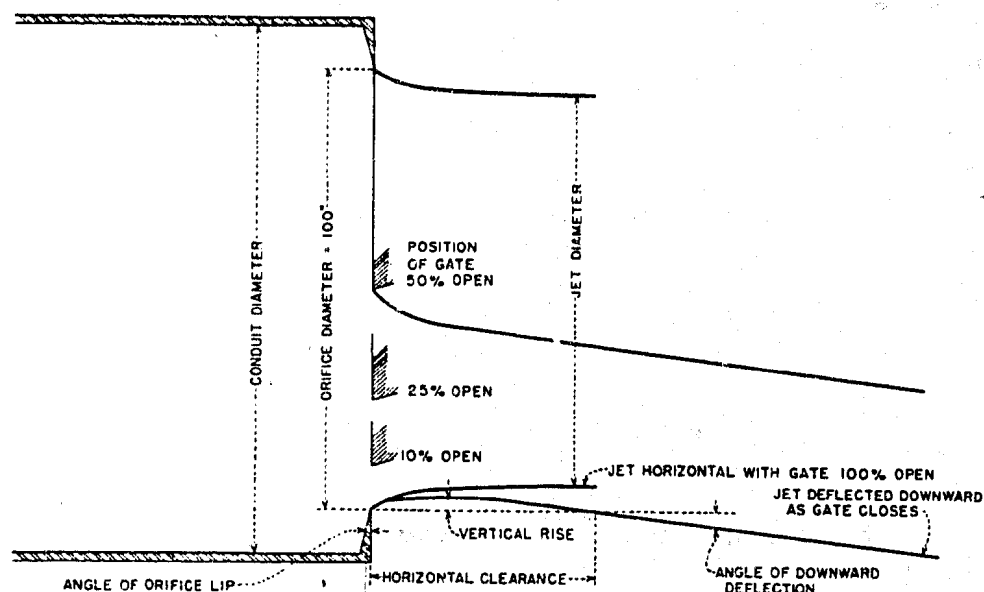 CONDUIT DIAMETER
ORIFICE DIAMETER = 100"
POSITION
OF GATE
50% OPEN
JET DIAMETER
25% OPEN
10% OPEN
JET HORIZONTAL WITH GATE 100% OPEN
JET DEFLECTED DOWNWARD
AS GATE CLOSES
VERTICAL RISE
ANGLE OF ORIFICE LIP
HORIZONTAL CLEARANCE
ANGLE OF DOWNWARD
DEFLECTION